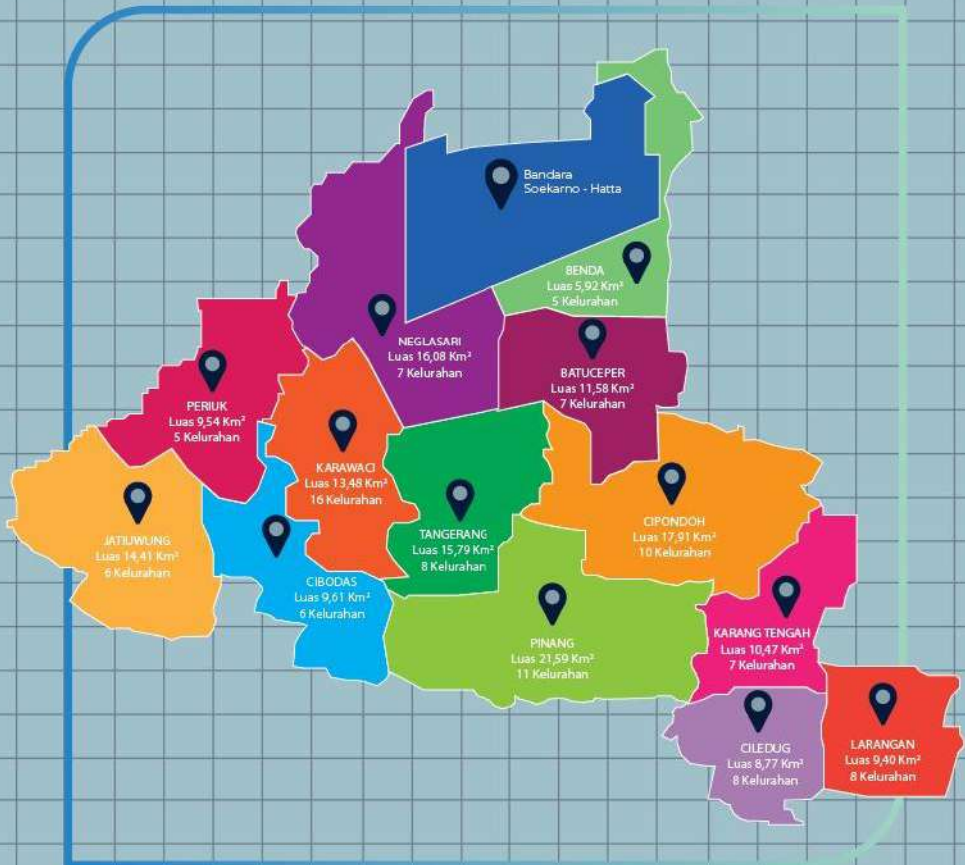 Bandara
Soekarno - Hatta
BENDA
Luas 5,92 Km²
5 Kelurahan
NEGLASARI
Luas 16,08 Km²
7 Kelurahan
BATUCEPER
Luas 11,58 Km²
7 Kelurahan
PERIUK
Luas 9,54 Km²
5 Kelurahan
KARAWACI
Luas 13,48 Km²
16 Kelurahan
JATIUWUNG
Luas 14,41 Km²
6 Kelurahan
TANGERANG
Luas 15,79 Km²
8 Kelurahan
CIPONDOH
Luas 17,91 Km²
10 Kelurahan
CIBODAS
Luas 9,61 Km²
6 Kelurahan
PINANG
Luas 21,59 Km²
11 Kelurahan
KARANG TENGAH
Luas 10,47 Km²
7 Kelurahan
CILEDUG
Luas 8,77 Km²
8 Kelurahan
LARANGAN
Luas 9,40 Km²
8 Kelurahan